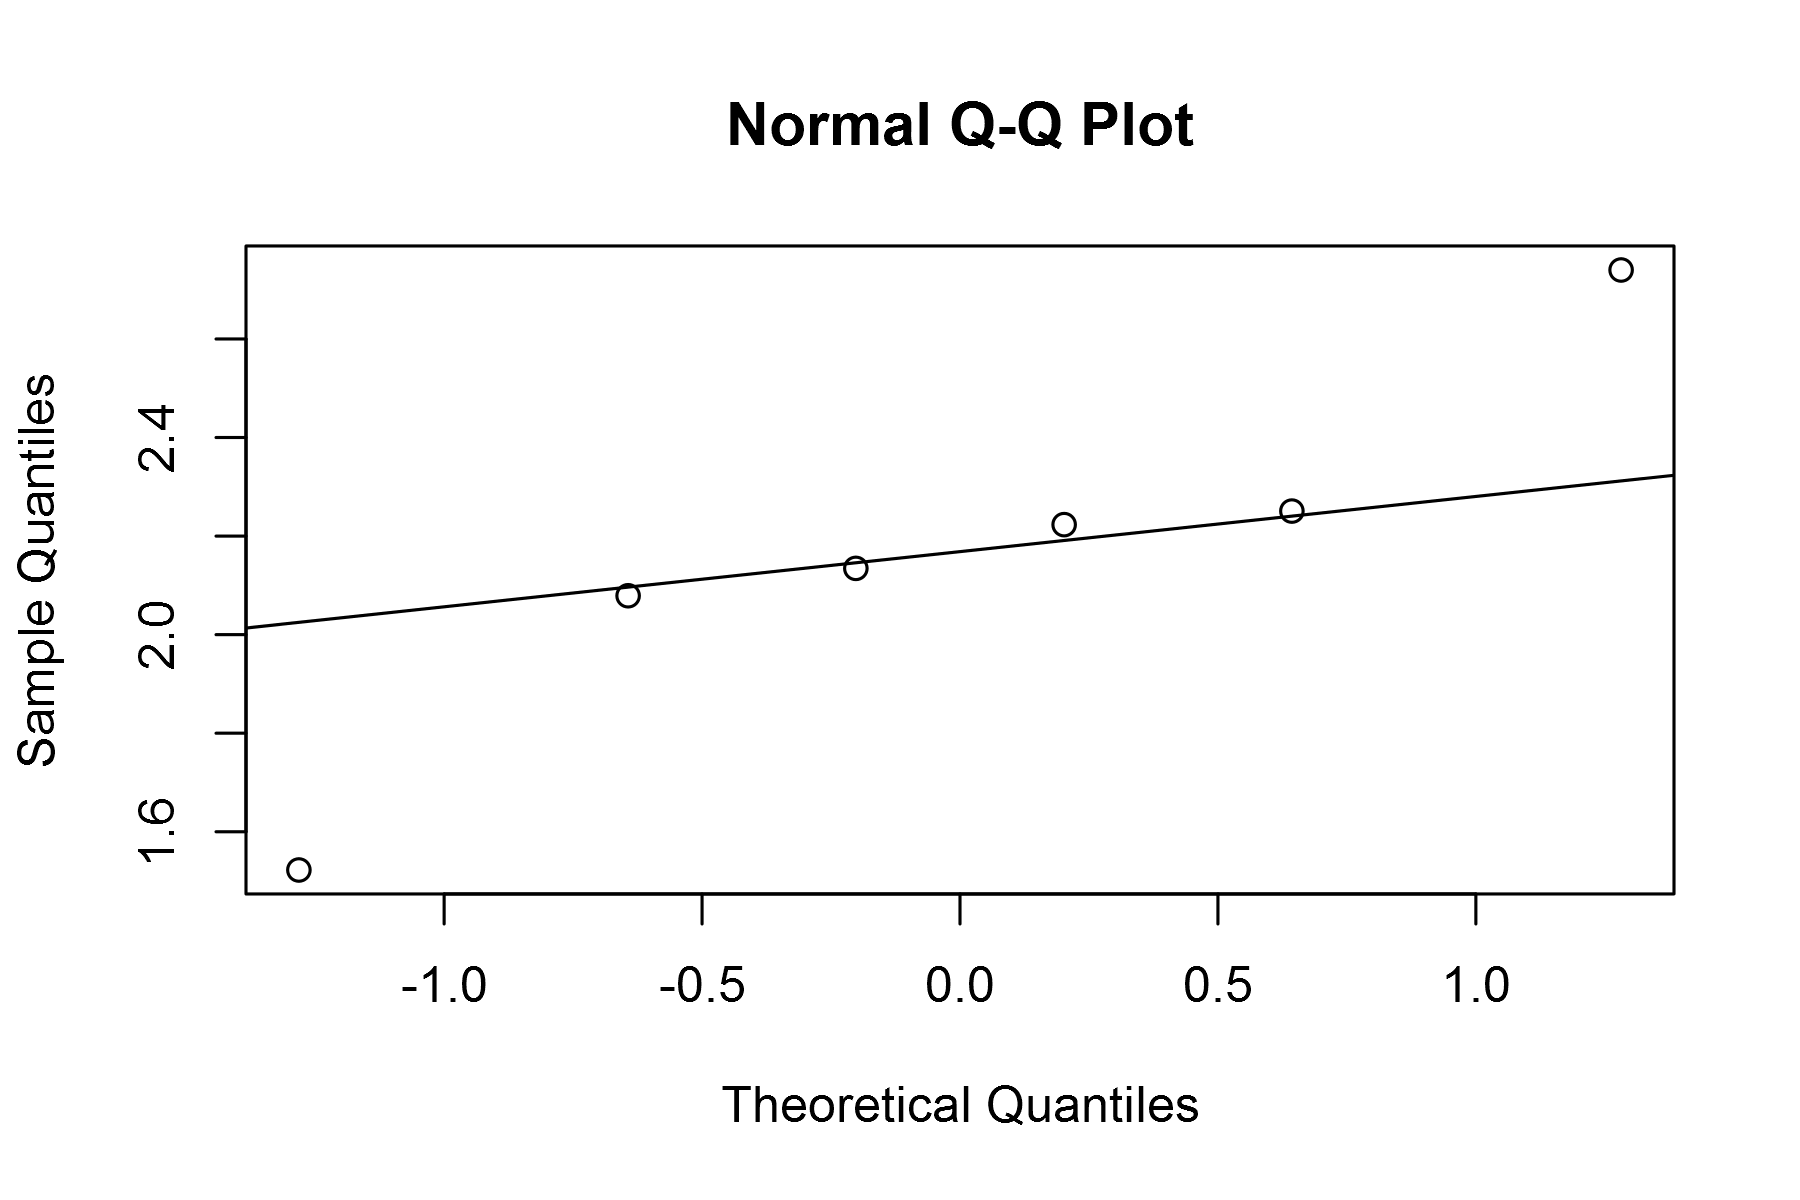 Normal Q-Q Plot
Sample Quantiles
2.4
2.0
1.6
-1.0 -0.5 0.0 0.5 1.0
Theoretical Quantiles